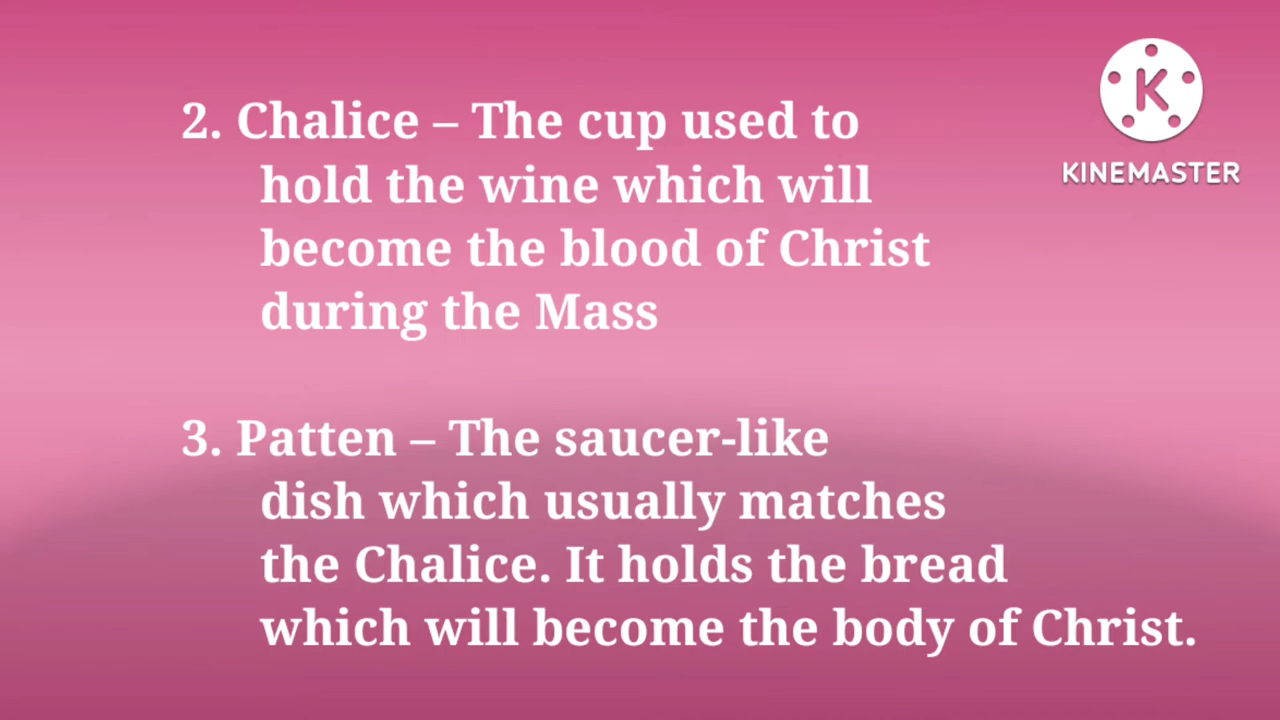 2. Chalice – The cup used to
hold the wine which will
become the blood of Christ
during the Mass
3. Patten – The saucer-like
dish which usually matches
the Chalice. It holds the bread
which will become the body of Christ.
K
KINEMASTER